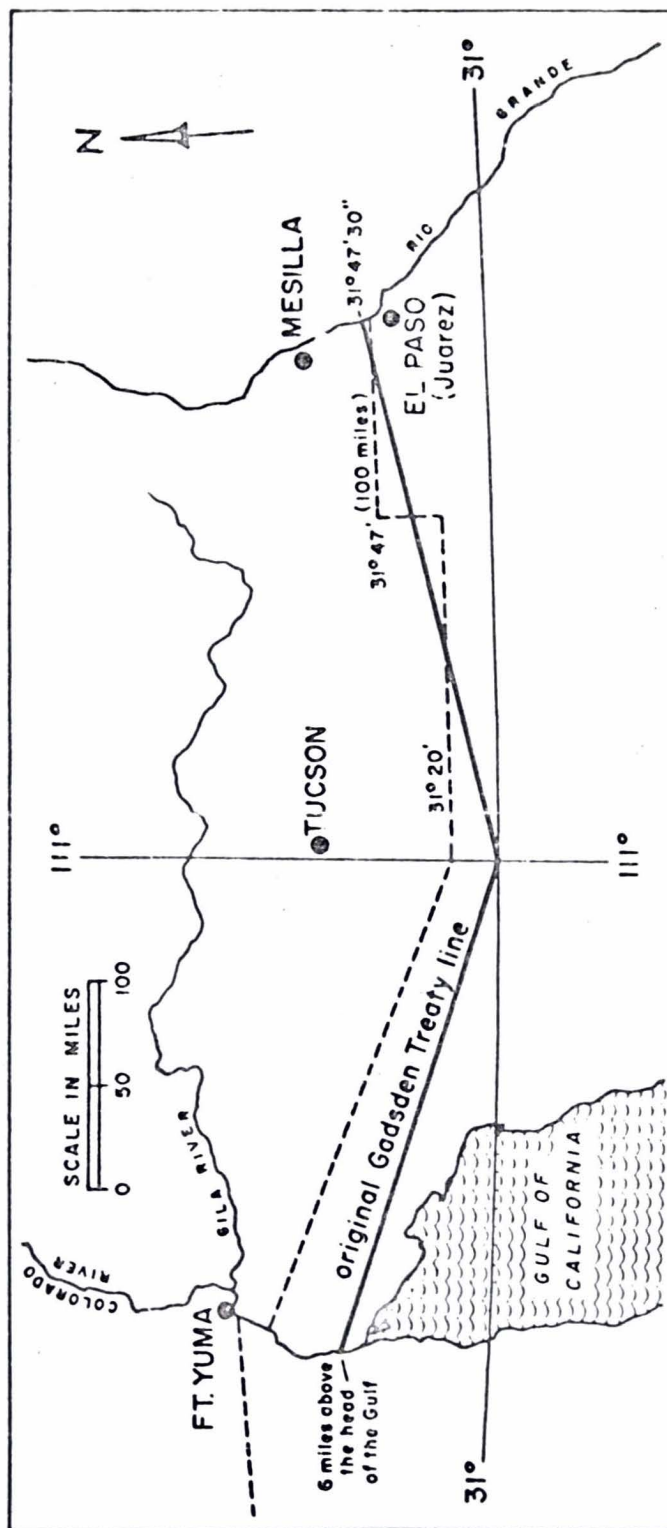 111°
N
SCALE IN MILES
0 50 100
COLORADO
RIVER
GILA RIVER
FT. YUMA
TUCSON
MESILLA
31° 47' (100 miles)
31° 47' 30"
EL PASO
(Juarez)
RIO GRANDE
31° 20'
Original Gadsden Treaty line
6 miles above
the head
of the Gulf
GULF OF
CALIFORNIA
31°
31°
111°